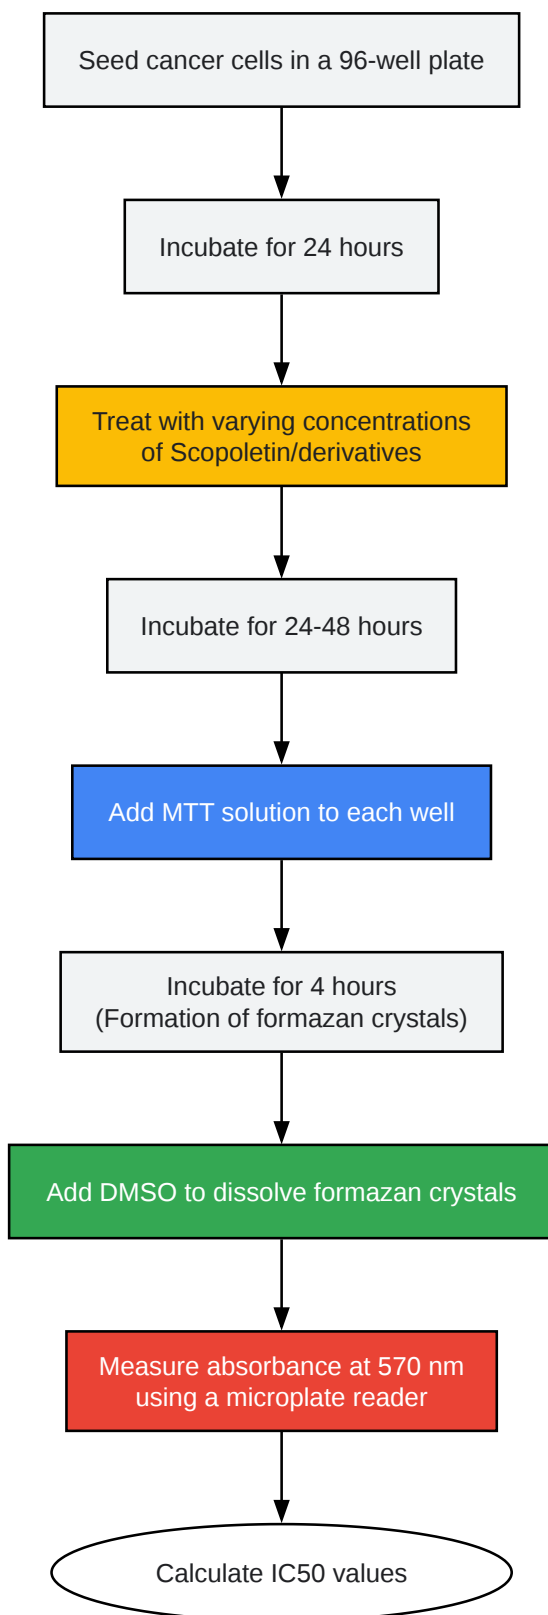 Seed cancer cells in a 96-well plate
Incubate for 24 hours
Treat with varying concentrations
of Scopoletin/derivatives
Incubate for 24-48 hours
Add MTT solution to each well
Incubate for 4 hours
(Formation of formazan crystals)
Add DMSO to dissolve formazan crystals
Measure absorbance at 570 nm
using a microplate reader
Calculate IC50 values